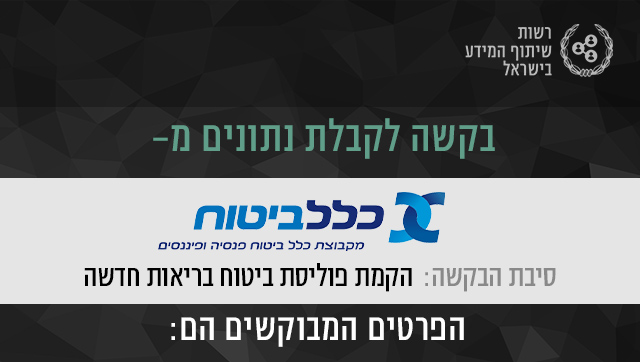 רשות
שיתוף המידע
בישראל
בקשה לקבלת נתונים מ–
כללביטוח
מקבוצת כלל ביטוח פנסיה ופיננסים
סיבת הבקשה: הקמת פוליסת ביטוח בריאות חדשה
הפרטים המבוקשים הם: